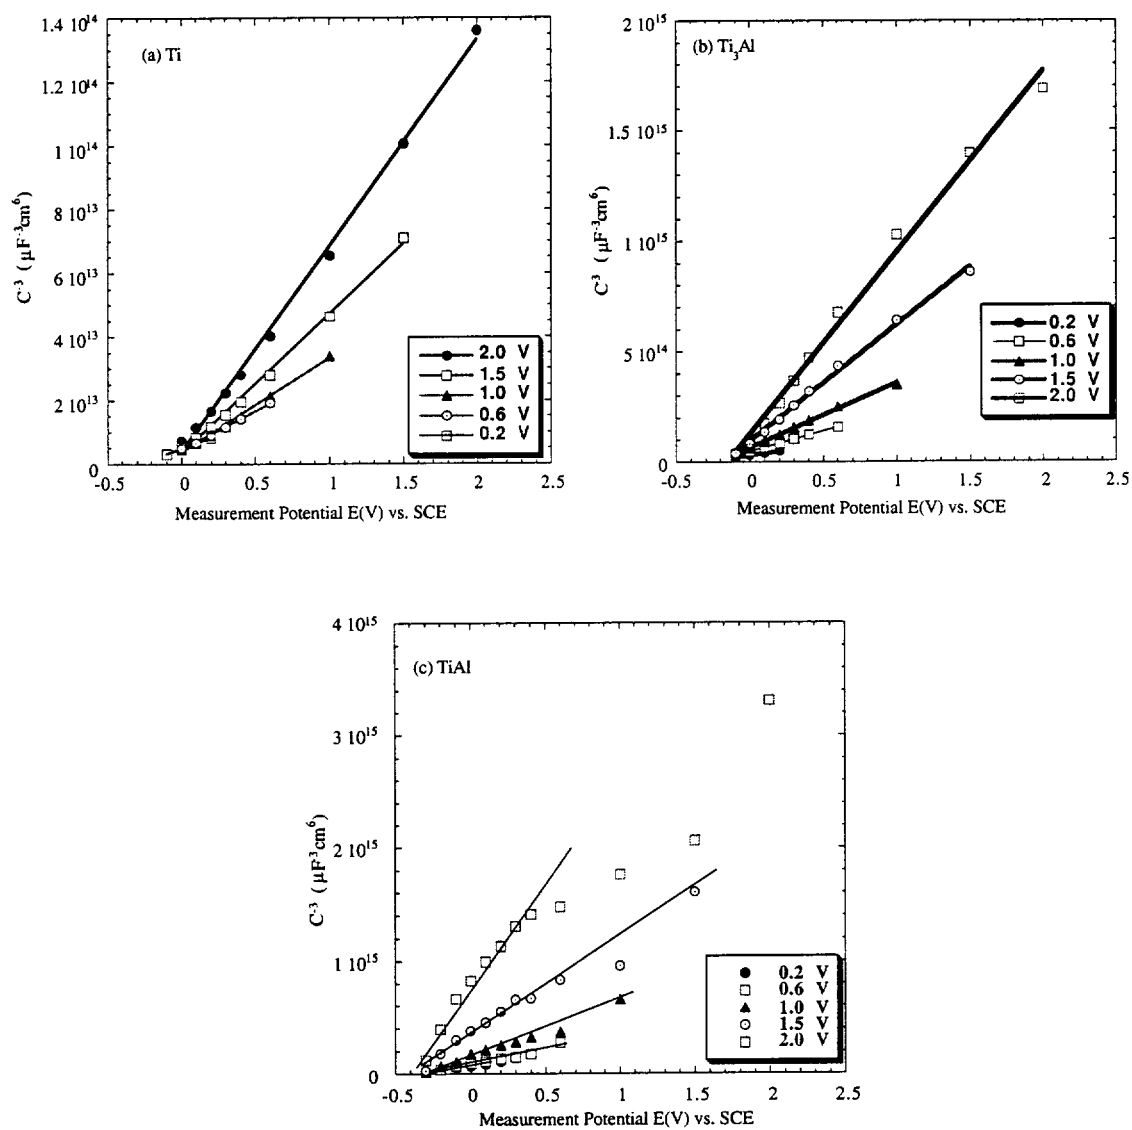 (a) Ti
1.4 10^14
1.2 10^14
1 10^14
8 10^13
6 10^13
4 10^13
2 10^13
0
C^-3 ( μF^-3cm^6)
-0.5 0 0.5 1 1.5 2 2.5
Measurement Potential E(V) vs. SCE
2.0 V
1.5 V
1.0 V
0.6 V
0.2 V
(b) Ti_3Al
2 10^15
1.5 10^15
1 10^15
5 10^14
0
C^-3 ( μF^-3cm^6)
-0.5 0 0.5 1 1.5 2 2.5
Measurement Potential E(V) vs. SCE
0.2 V
0.6 V
1.0 V
1.5 V
2.0 V
(c) TiAl
4 10^15
3 10^15
2 10^15
1 10^15
0
C^-3 ( μF^-3cm^6)
-0.5 0 0.5 1 1.5 2 2.5
Measurement Potential E(V) vs. SCE
0.2 V
0.6 V
1.0 V
1.5 V
2.0 V